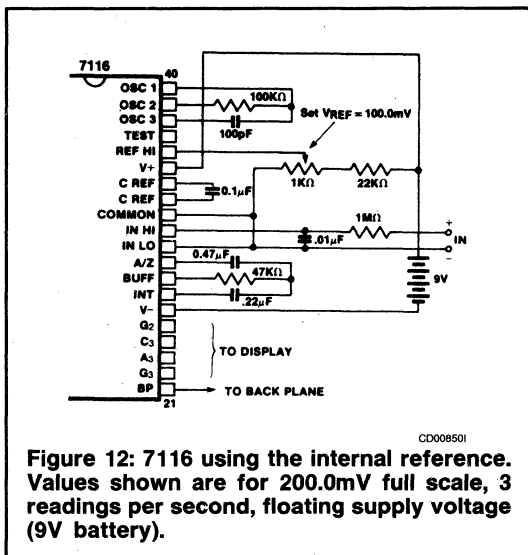 7116
40
OSC 1
OSC 2
OSC 3
TEST
REF HI
V+
C REF
C REF
COMMON
IN HI
IN LO
A/Z
BUFF
INT
V−
G2
C3
A3
G3
BP
21
100KΩ
100pF
Set VREF = 100.0mV
1KΩ
22KΩ
0.1μF
1MΩ
.01μF
+
IN
−
0.47μF
47KΩ
.22μF
9V
TO DISPLAY
TO BACK PLANE
CD00850I
Figure 12: 7116 using the internal reference.
Values shown are for 200.0mV full scale, 3
readings per second, floating supply voltage
(9V battery).